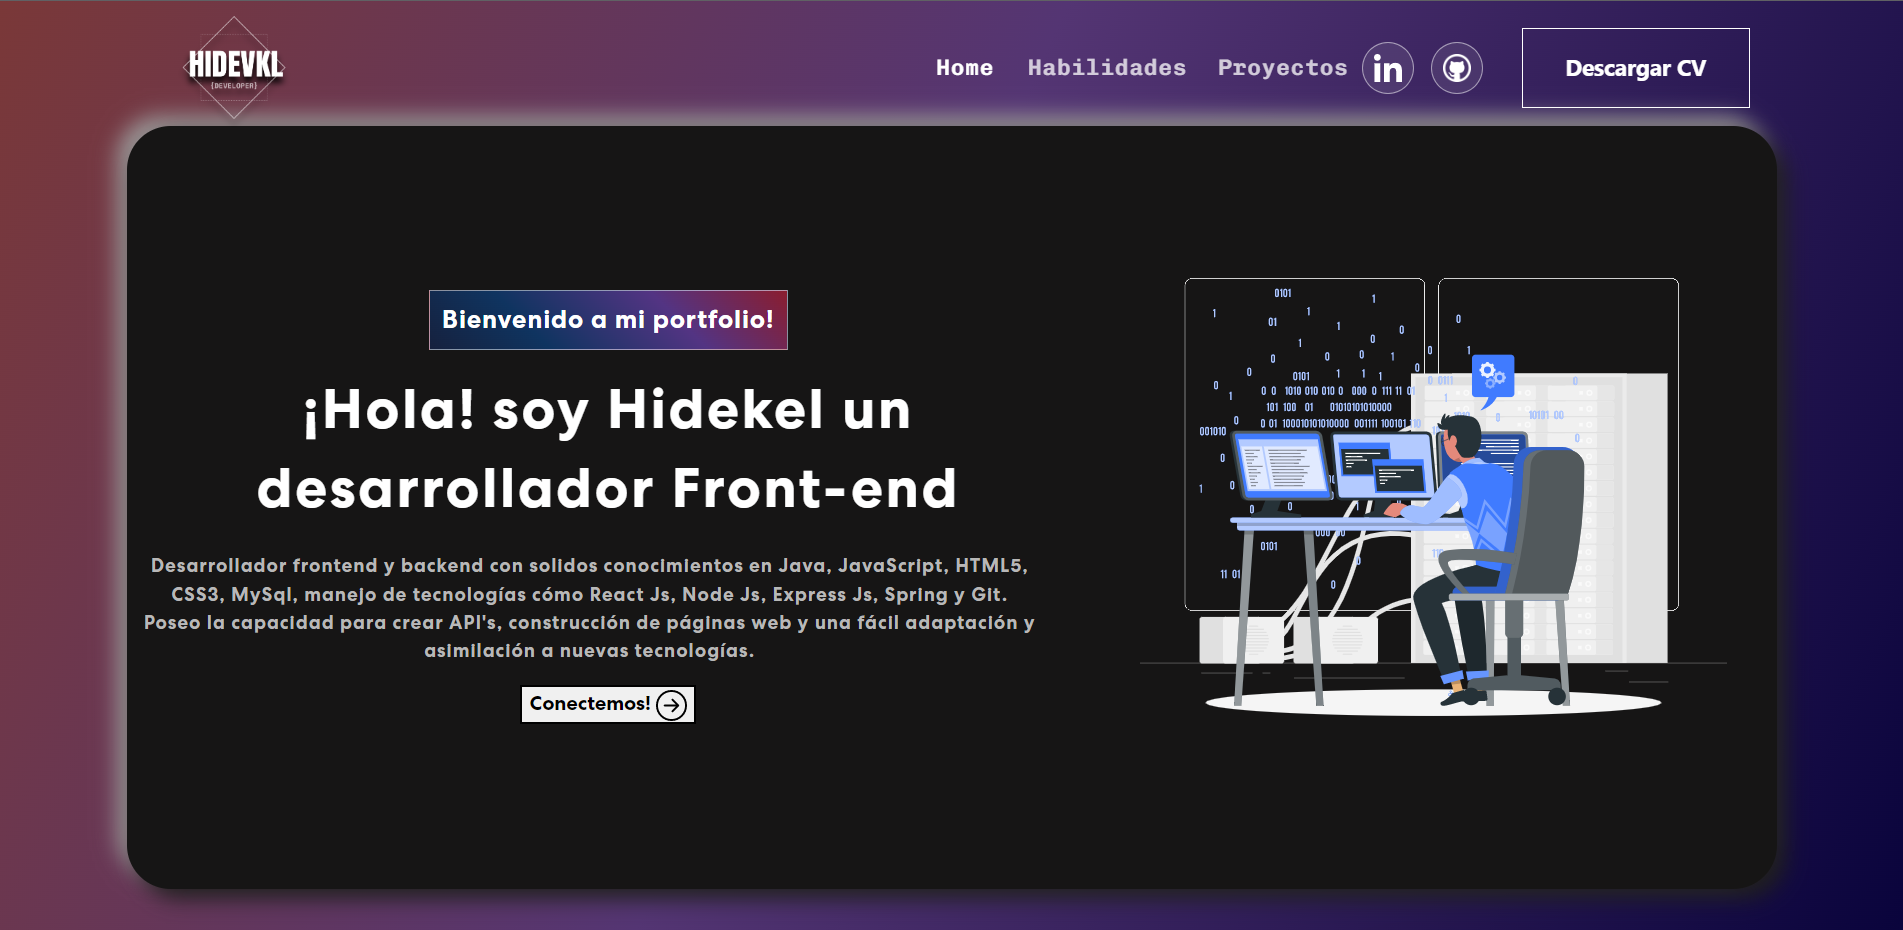 HIDEVKL
{DEVELOPER}
Home Habilidades Proyectos in Descargar CV
Bienvenido a mi portfolio!
¡Hola! soy Hidekel un
desarrollador Front-end
Desarrollador frontend y backend con solidos conocimientos en Java, JavaScript, HTML5,
CSS3, MySql, manejo de tecnologías cómo React Js, Node Js, Express Js, Spring y Git.
Poseo la capacidad para crear API's, construcción de páginas web y una fácil adaptación y
asimilación a nuevas tecnologías.
Conectemos!